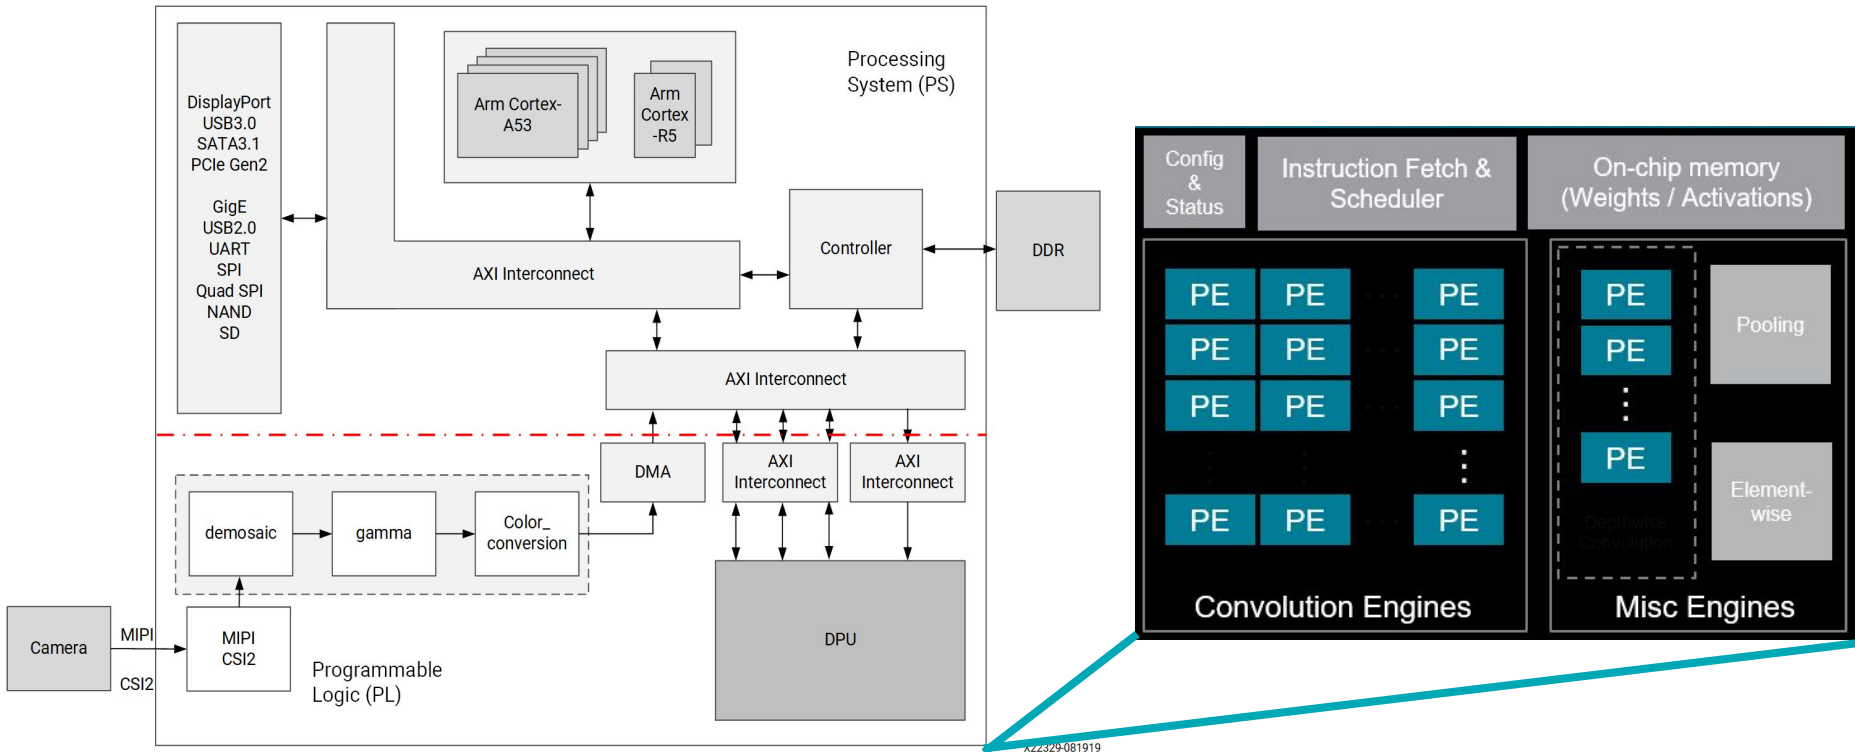 DisplayPort
USB3.0
SATA3.1
PCIe Gen2
GigE
USB2.0
UART
SPI
Quad SPI
NAND
SD
Arm Cortex-
A53
Arm
Cortex
-R5
Processing
System (PS)
AXI Interconnect
Controller
DDR
AXI Interconnect
DMA
AXI
Interconnect
AXI
Interconnect
demosaic
gamma
Color_
conversion
Camera
MIPI
CSI2
MIPI
CSI2
Programmable
Logic (PL)
DPU
X22329-081919
Config
&
Status
Instruction Fetch &
Scheduler
On-chip memory
(Weights / Activations)
PE PE PE
PE PE PE
PE PE PE
PE PE PE
Convolution Engines
PE
PE
PE
Depthwise
Convolution
Pooling
Element-
wise
Misc Engines